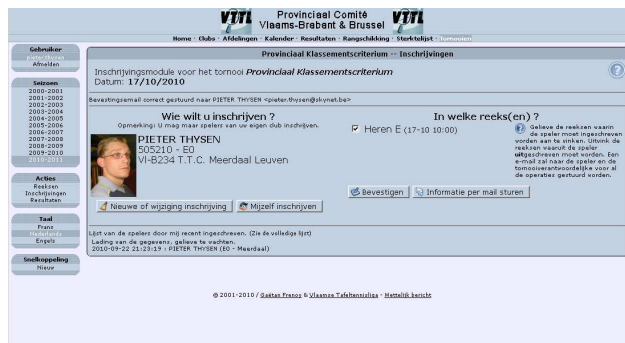 VTTL Provinciaal Comité VTTL
Vlaams-Brabant & Brussel
Home · Clubs · Afdelingen · Kalender · Resultaten · Rangschikking · Sterktelijst · Tornooien
Gebruiker
pieter.thysen
Afmelden
Seizoen
2000-2001
2001-2002
2002-2003
2003-2004
2004-2005
2005-2006
2006-2007
2007-2008
2008-2009
2009-2010
2010-2011
Acties
Reeksen
Inschrijvingen
Resultaten
Taal
Frans
Nederlands
Engels
Snelkoppeling
Nieuw
Provinciaal Klassementscriterium -- Inschrijvingen
Inschrijvingsmodule voor het tornooi Provinciaal Klassementscriterium
Datum: 17/10/2010
Bevestingsemail correct gestuurd naar PIETER THYSEN <pieter.thysen@skynet.be>
Wie wilt u inschrijven ?
Opmerking: U mag maar spelers van uw eigen club inschrijven.
PIETER THYSEN
505210 - E0
Vl-B234 T.T.C. Meerdaal Leuven
Nieuwe of wijziging inschrijving
Mijzelf inschrijven
In welke reeks(en) ?
Heren E (17-10 10:00)
Gelieve de reeksen waarin
de speler moet ingeschreven
worden aan te vinken. Uitvink de
reeksen waaruit de speler
uitgeschreven moet worden. Een
e-mail zal naar de speler en de
tornooiverantwoordelijke voor al
de operaties gestuurd worden.
Bevestigen
Informatie per mail sturen
Lijst van de spelers door mij recent ingeschreven. (Zie de volledige lijst)
Lading van de gegevens, gelieve te wachten.
2010-09-22 21:23:19 : PIETER THYSEN (E0 - Meerdaal)
© 2001-2010 / Gaëtan Frenoy & Vlaamse Tafeltennisliga - Wettelijk bericht